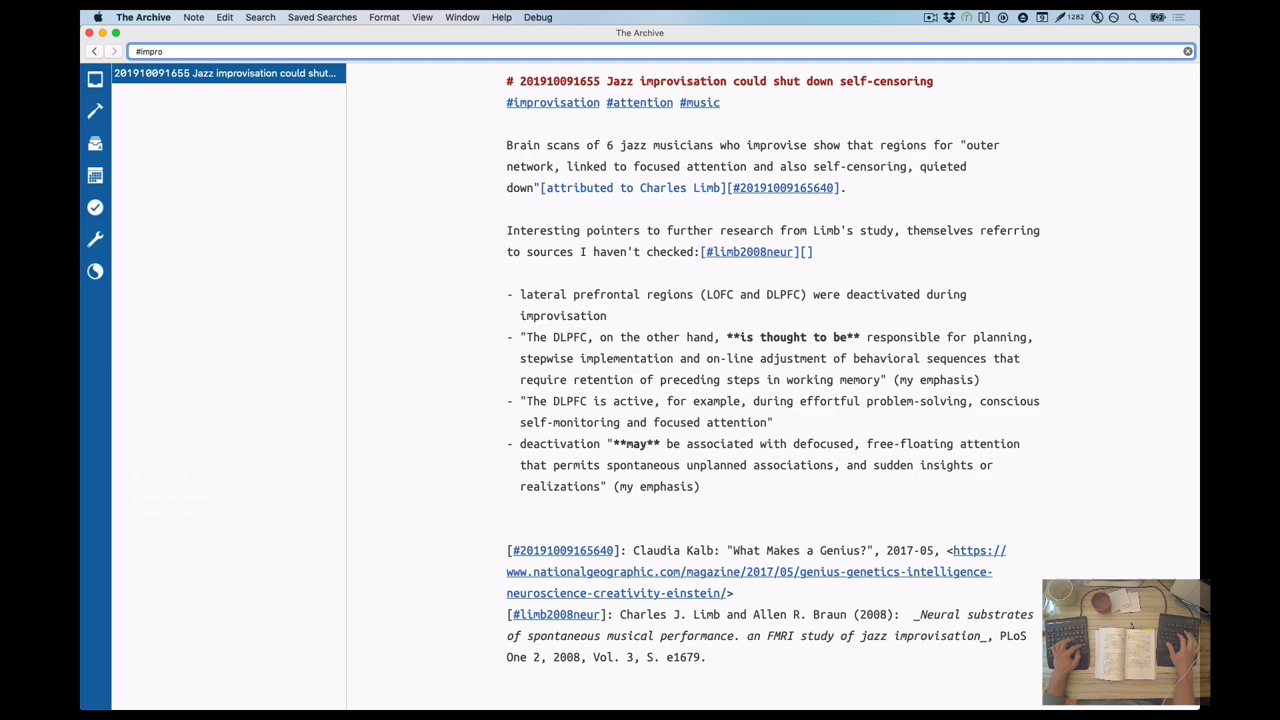 The Archive Note Edit Search Saved Searches Format View Window Help Debug 1282
The Archive
#impro
201910091655 Jazz improvisation could shut...
# 201910091655 Jazz improvisation could shut down self-censoring
#improvisation #attention #music
Brain scans of 6 jazz musicians who improvise show that regions for "outer
network, linked to focused attention and also self-censoring, quieted
down"[attributed to Charles Limb][#20191009165640].
Interesting pointers to further research from Limb's study, themselves referring
to sources I haven't checked:[#limb2008neur][]
- lateral prefrontal regions (LOFC and DLPFC) were deactivated during
improvisation
- "The DLPFC, on the other hand, **is thought to be** responsible for planning,
stepwise implementation and on-line adjustment of behavioral sequences that
require retention of preceding steps in working memory" (my emphasis)
- "The DLPFC is active, for example, during effortful problem-solving, conscious
self-monitoring and focused attention"
- deactivation "**may** be associated with defocused, free-floating attention
that permits spontaneous unplanned associations, and sudden insights or
realizations" (my emphasis)
[#20191009165640]: Claudia Kalb: "What Makes a Genius?", 2017-05, <https://
www.nationalgeographic.com/magazine/2017/05/genius-genetics-intelligence-
neuroscience-creativity-einstein/>
[#limb2008neur]: Charles J. Limb and Allen R. Braun (2008): _Neural substrates
of spontaneous musical performance. an FMRI study of jazz improvisation_, PLoS
One 2, 2008, Vol. 3, S. e1679.